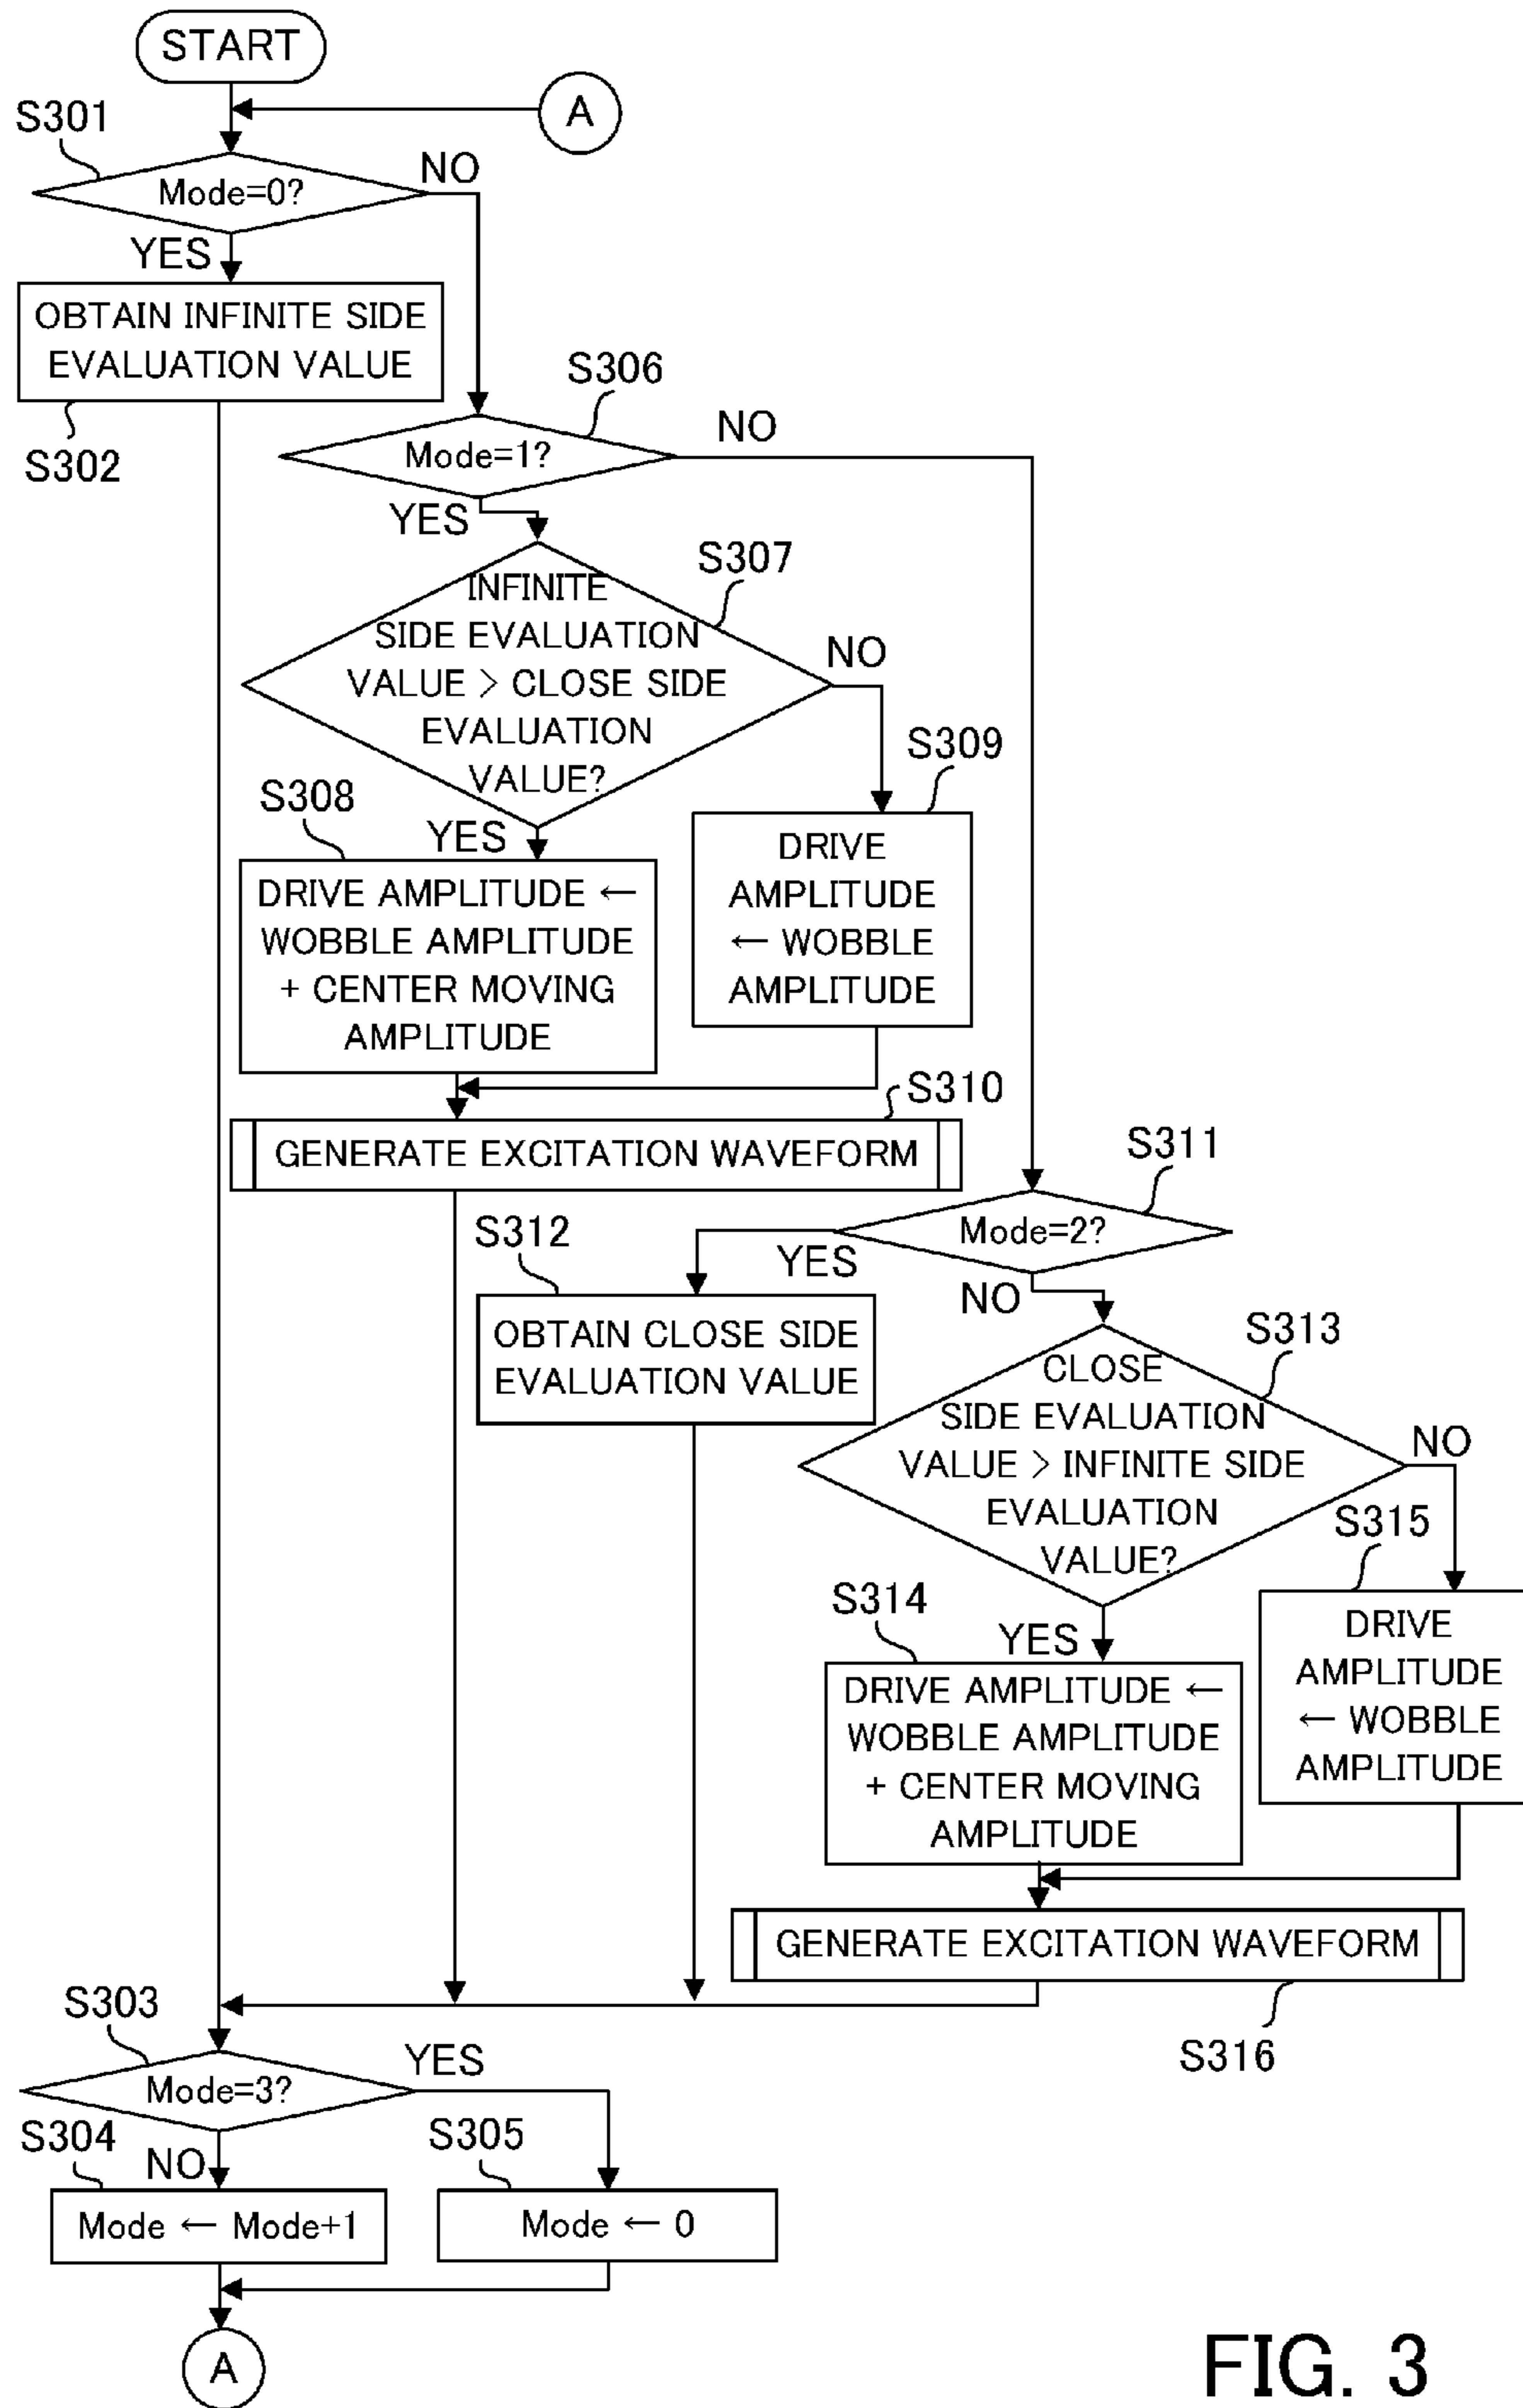 START
A
S301
Mode=0?
NO
YES
OBTAIN INFINITE SIDE
EVALUATION VALUE
S302
S306
Mode=1?
NO
YES
S307
INFINITE
SIDE EVALUATION
VALUE > CLOSE SIDE
EVALUATION
VALUE?
NO
S309
S308
YES
DRIVE AMPLITUDE ←
WOBBLE AMPLITUDE
+ CENTER MOVING
AMPLITUDE
DRIVE
AMPLITUDE
← WOBBLE
AMPLITUDE
S310
GENERATE EXCITATION WAVEFORM
S311
Mode=2?
S312
YES
NO
OBTAIN CLOSE SIDE
EVALUATION VALUE
S313
CLOSE
SIDE EVALUATION
VALUE > INFINITE SIDE
EVALUATION
VALUE?
NO
S315
S314
YES
DRIVE AMPLITUDE ←
WOBBLE AMPLITUDE
+ CENTER MOVING
AMPLITUDE
DRIVE
AMPLITUDE
← WOBBLE
AMPLITUDE
GENERATE EXCITATION WAVEFORM
S316
S303
Mode=3?
YES
S304
NO
S305
Mode ← Mode+1
Mode ← 0
A
FIG. 3